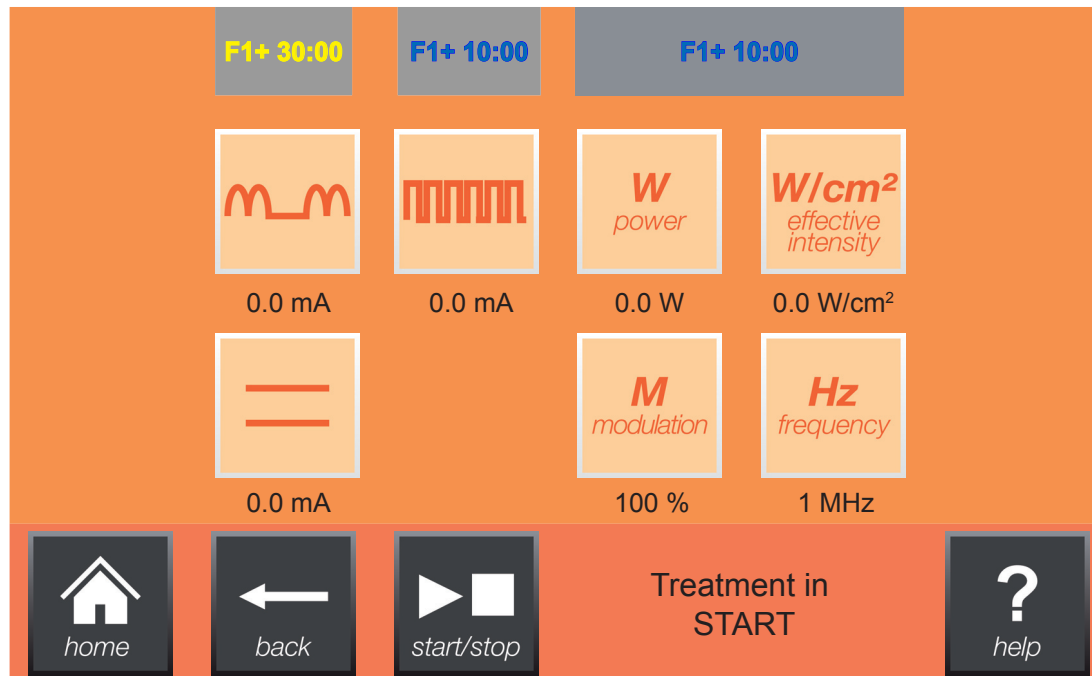 F1+ 30:00
F1+ 10:00
F1+ 10:00
W
power
W/cm²
effective
intensity
0.0 mA
0.0 mA
0.0 W
0.0 W/cm²
M
modulation
Hz
frequency
0.0 mA
100 %
1 MHz
home
back
start/stop
Treatment in
START
?
help